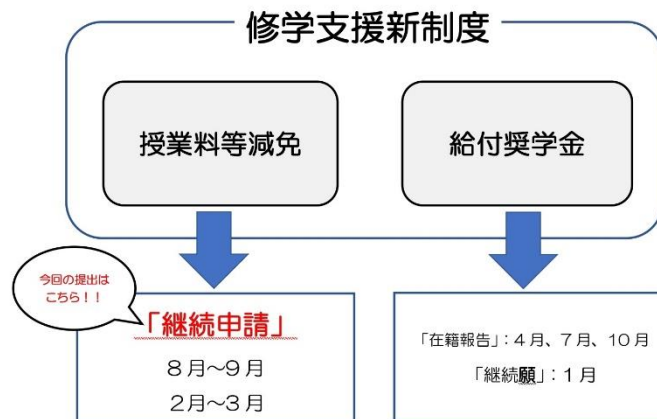 修学支援新制度
授業料等減免
給付奨学金
今回の提出は
こちら！！
「継続申請」
８月～９月
２月～３月
「在籍報告」：４月、７月、１０月
「継続願」：１月